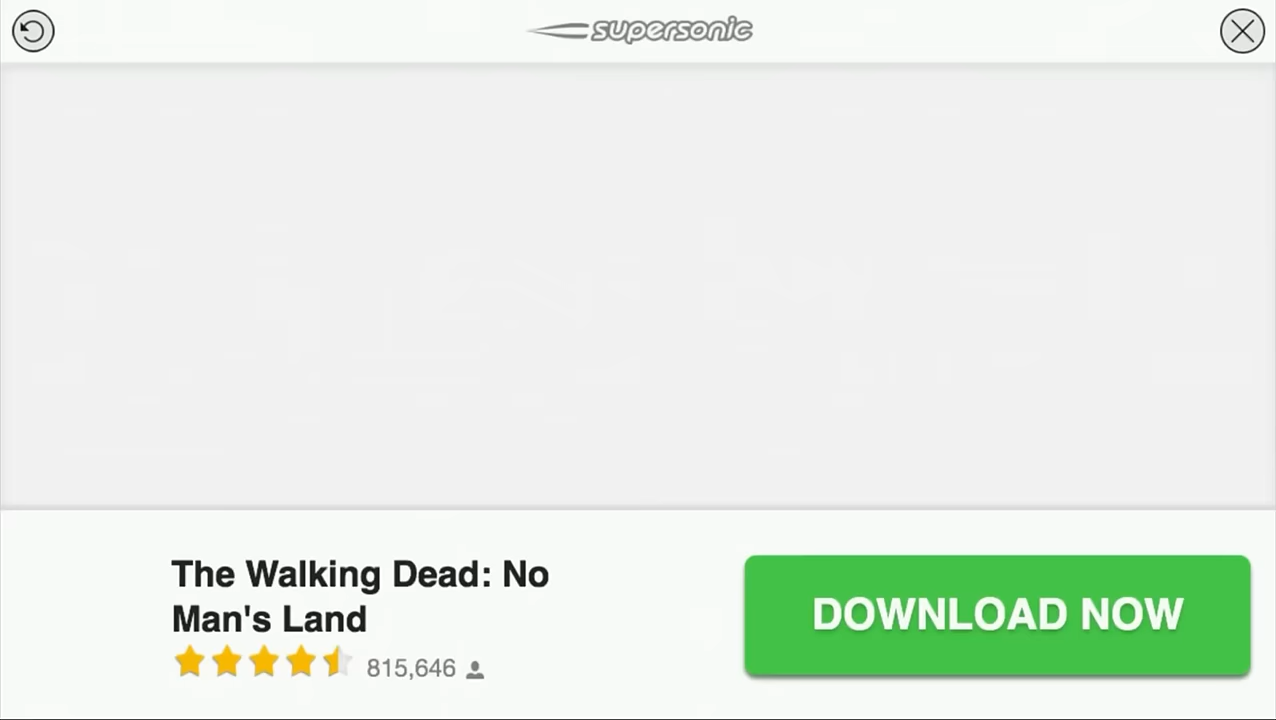 supersonic
The Walking Dead: No
Man's Land
815,646
DOWNLOAD NOW